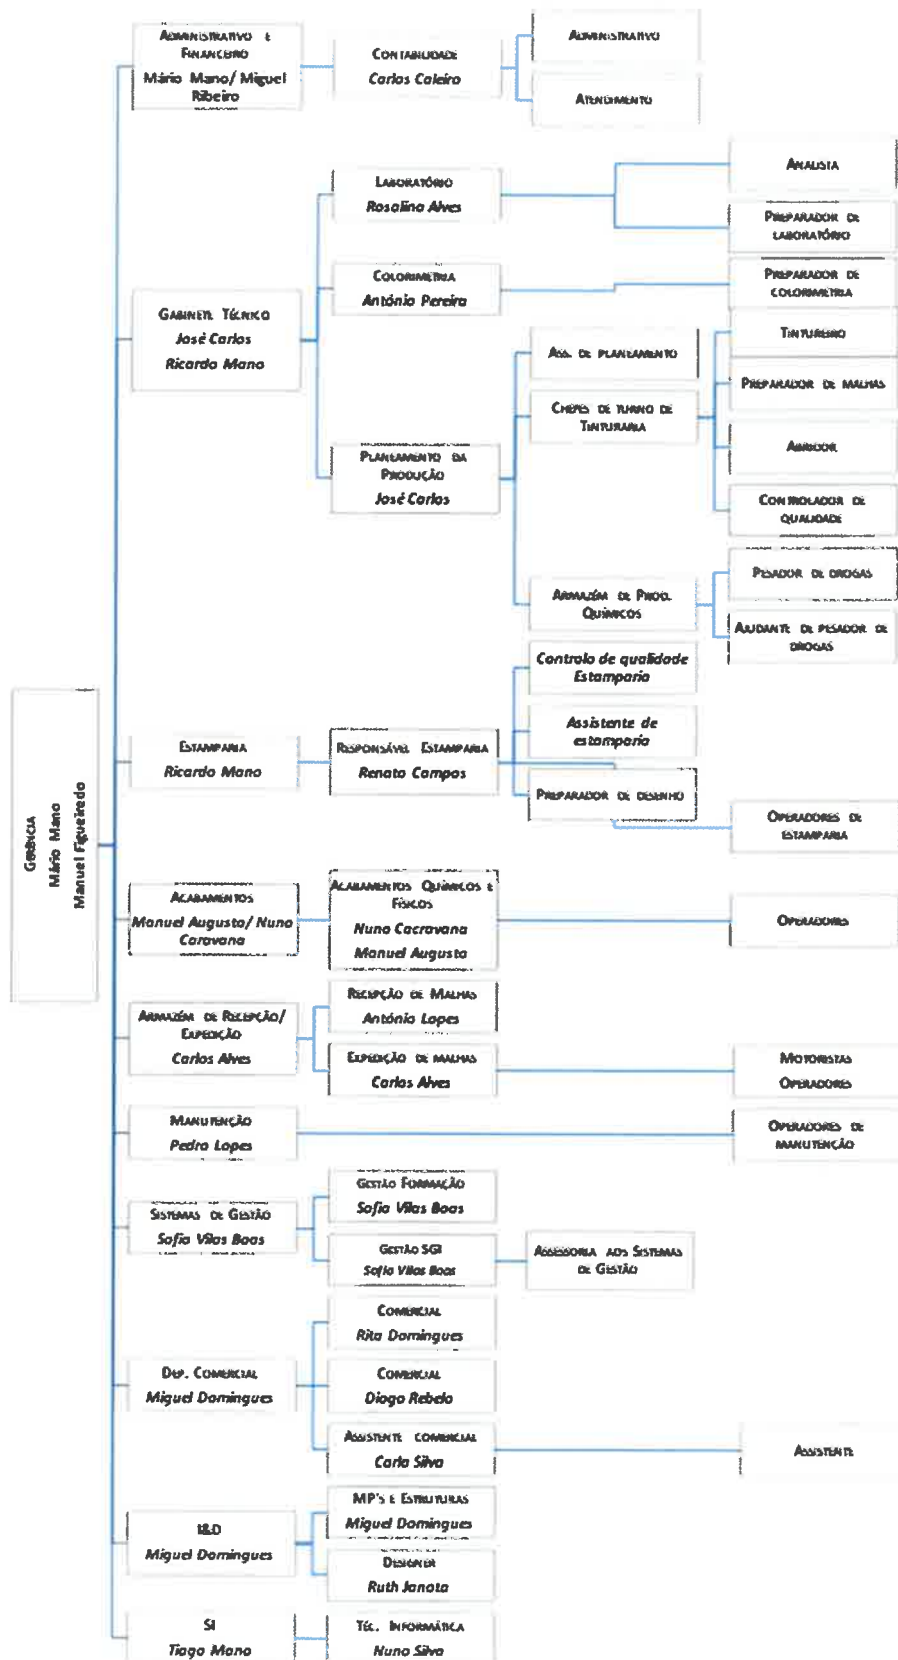 GERÊNCIA
Mário Mano
Manuel Figueiredo
ADMINISTRATIVO E
FINANCEIRO
Mário Mano/ Miguel
Ribeiro
CONTABILIDADE
Carlos Caleiro
ADMINISTRATIVO
ATENDIMENTO
GABINETE TÉCNICO
José Carlos
Ricardo Mano
LABORATÓRIO
Rosalina Alves
ANALISTA
PREPARADOR DE
LABORATÓRIO
COLORIMETRIA
António Pereira
PREPARADOR DE
COLORIMETRIA
PLANEAMENTO DA
PRODUÇÃO
José Carlos
ASS. DE PLANEAMENTO
CHEFES DE TURNO DE
TINTURARIA
TINTUREIRO
PREPARADOR DE MALHAS
ABRIDOR
CONTROLADOR DE
QUALIDADE
ARMAZÉM DE PROD.
QUÍMICOS
PESADOR DE DROGAS
AJUDANTE DE PESADOR DE
DROGAS
ESTAMPARIA
Ricardo Mano
RESPONSÁVEL ESTAMPARIA
Renato Campos
Controlo de qualidade
Estamparia
Assistente de
estamparia
PREPARADOR DE DESENHO
OPERADORES DE
ESTAMPARIA
ACABAMENTOS
Manuel Augusto/ Nuno
Caravana
ACABAMENTOS QUÍMICOS E
FÍSICOS
Nuno Cacravana
Manuel Augusto
OPERADORES
ARMAZÉM DE RECEPÇÃO/
EXPEDIÇÃO
Carlos Alves
RECEPÇÃO DE MALHAS
António Lopes
EXPEDIÇÃO DE MALHAS
Carlos Alves
MOTORISTAS
OPERADORES
MANUTENÇÃO
Pedro Lopes
OPERADORES DE
MANUTENÇÃO
SISTEMAS DE GESTÃO
Sofia Vilas Boas
GESTÃO FORMAÇÃO
Sofia Vilas Boas
GESTÃO SGI
Sofia Vilas Boas
ASSESSORIA AOS SISTEMAS
DE GESTÃO
DEP. COMERCIAL
Miguel Domingues
COMERCIAL
Rita Domingues
COMERCIAL
Diogo Rebelo
ASSISTENTE COMERCIAL
Carla Silva
ASSISTENTE
I&D
Miguel Domingues
MP'S E ESTRUTURAS
Miguel Domingues
DESIGNER
Ruth Janota
SI
Tiago Mano
TÉC. INFORMÁTICA
Nuno Silva